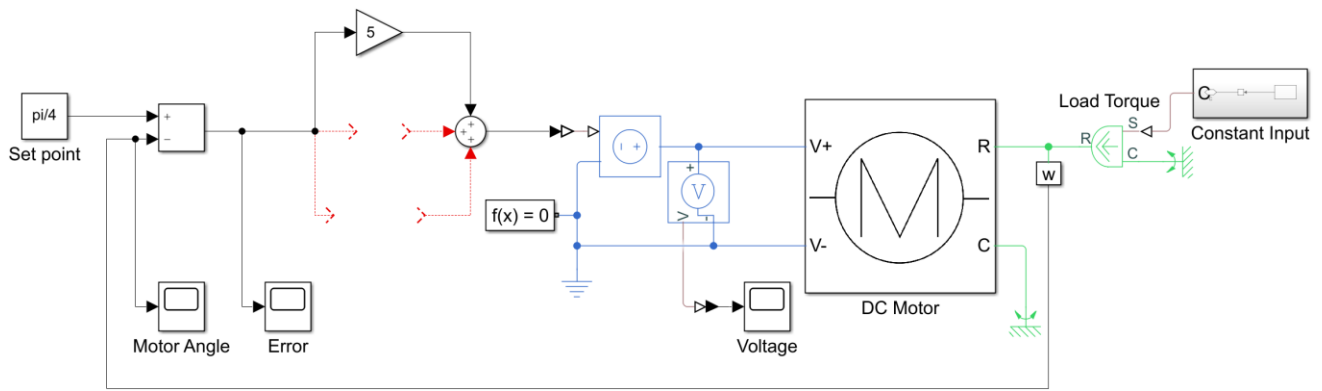 5
pi/4
Set point
+
−
+
+
+
f(x) = 0
− +
+
V
V
-
V+
V-
R
C
DC Motor
w
Load Torque
R
S
C
C
Constant Input
Motor Angle
Error
Voltage